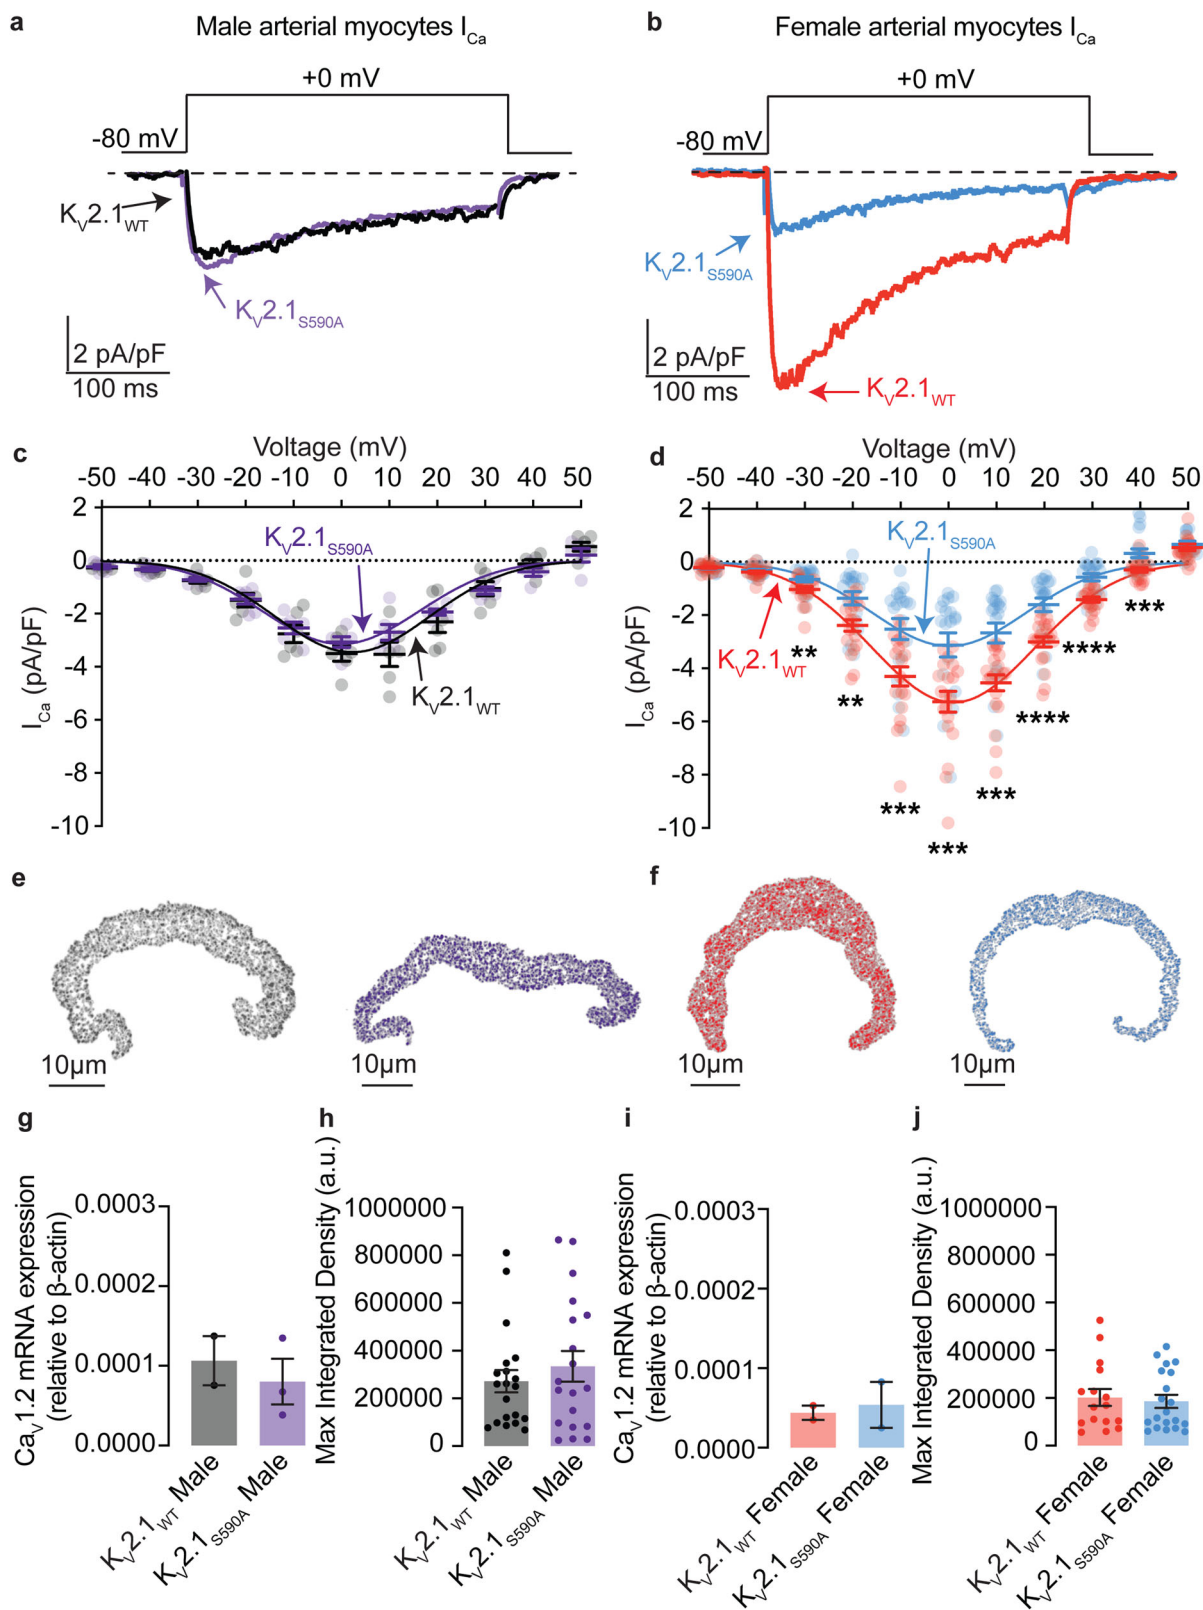 a
Male arterial myocytes I_Ca
+0 mV
-80 mV
K_V2.1_WT
K_V2.1_S590A
2 pA/pF
100 ms
b
Female arterial myocytes I_Ca
+0 mV
-80 mV
K_V2.1_S590A
K_V2.1_WT
2 pA/pF
100 ms
c
Voltage (mV)
-50 -40 -30 -20 -10 0 10 20 30 40 50
2
0
-2
-4
-6
-8
-10
I_Ca (pA/pF)
K_V2.1_S590A
K_V2.1_WT
d
Voltage (mV)
-50 -40 -30 -20 -10 0 10 20 30 40 50
2
0
-2
-4
-6
-8
-10
I_Ca (pA/pF)
K_V2.1_S590A
K_V2.1_WT
**
**
***
***
***
****
****
***
e
10µm
10µm
f
10µm
10µm
g
Ca_V1.2 mRNA expression
(relative to β-actin)
0.0003
0.0002
0.0001
0.0000
K_V2.1_WT Male
K_V2.1_S590A Male
h
Max Integrated Density (a.u.)
1000000
800000
600000
400000
200000
0
K_V2.1_WT Male
K_V2.1_S590A Male
i
Ca_V1.2 mRNA expression
(relative to β-actin)
0.0003
0.0002
0.0001
0.0000
K_V2.1_WT Female
K_V2.1_S590A Female
j
Max Integrated Density (a.u.)
1000000
800000
600000
400000
200000
0
K_V2.1_WT Female
K_V2.1_S590A Female